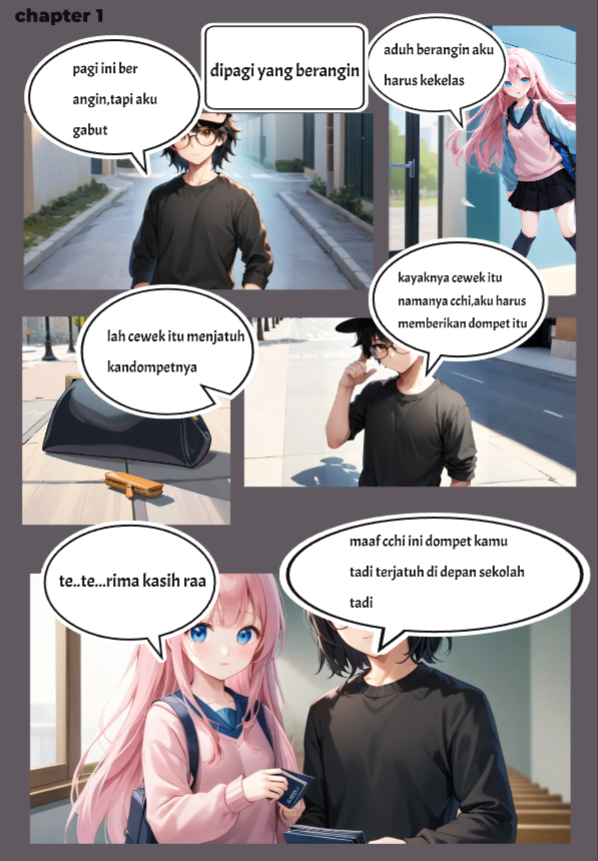 chapter 1
pagi ini ber
angin,tapi aku
gabut
dipagi yang berangin
aduh berangin aku
harus kekelas
lah cewek itu menjatuh
kandompetnya
kayaknya cewek itu
namanya cchi,aku harus
memberikan dompet itu
te..te...rima kasih raa
maaf cchi ini dompet kamu
tadi terjatuh di depan sekolah
tadi